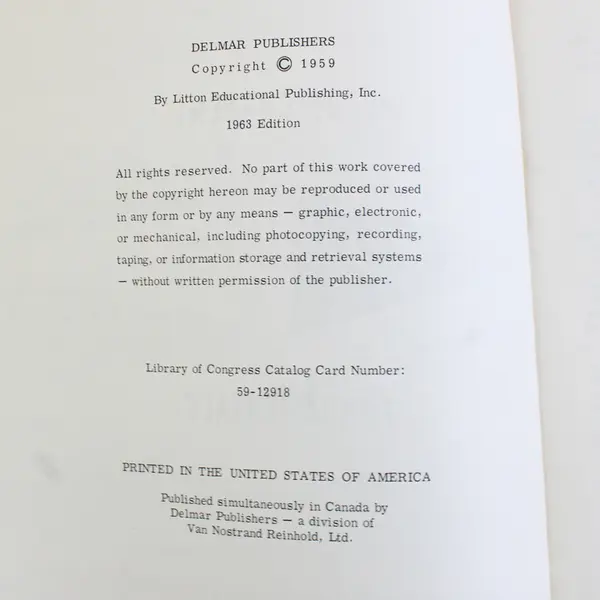 DELMAR PUBLISHERS
Copyright © 1959
By Litton Educational Publishing, Inc.
1963 Edition
All rights reserved. No part of this work covered
by the copyright hereon may be reproduced or used
in any form or by any means — graphic, electronic,
or mechanical, including photocopying, recording,
taping, or information storage and retrieval systems
— without written permission of the publisher.
Library of Congress Catalog Card Number:
59-12918
PRINTED IN THE UNITED STATES OF AMERICA
Published simultaneously in Canada by
Delmar Publishers — a division of
Van Nostrand Reinhold, Ltd.